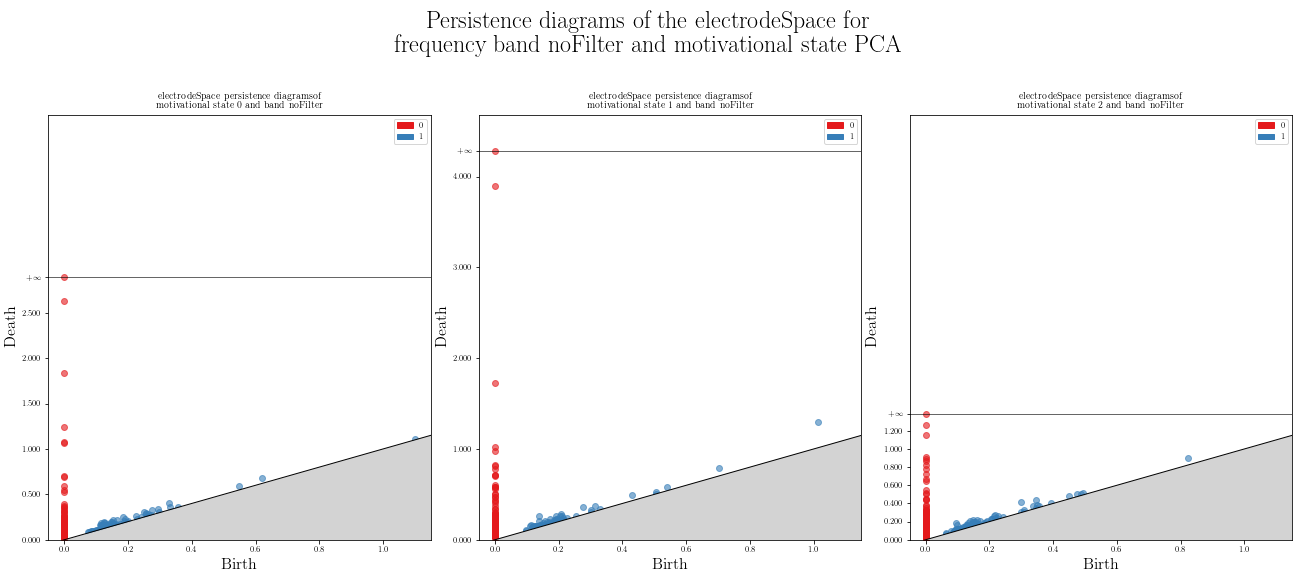 Persistence diagrams of the electrodeSpace for
frequency band noFilter and motivational state PCA
electrodeSpace persistence diagramsof
motivational state 0 and band noFilter
0
1
+∞
2.500
2.000
1.500
1.000
0.500
0.000
Death
0.0 0.2 0.4 0.6 0.8 1.0
Birth
electrodeSpace persistence diagramsof
motivational state 1 and band noFilter
0
1
+∞
4.000
3.000
2.000
1.000
0.000
Death
0.0 0.2 0.4 0.6 0.8 1.0
Birth
electrodeSpace persistence diagramsof
motivational state 2 and band noFilter
0
1
+∞
1.200
1.000
0.800
0.600
0.400
0.200
0.000
Death
0.0 0.2 0.4 0.6 0.8 1.0
Birth